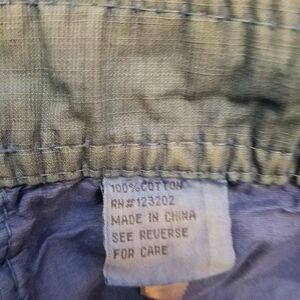 100%COTTON
RN#123202
MADE IN CHINA
SEE REVERSE
FOR CARE